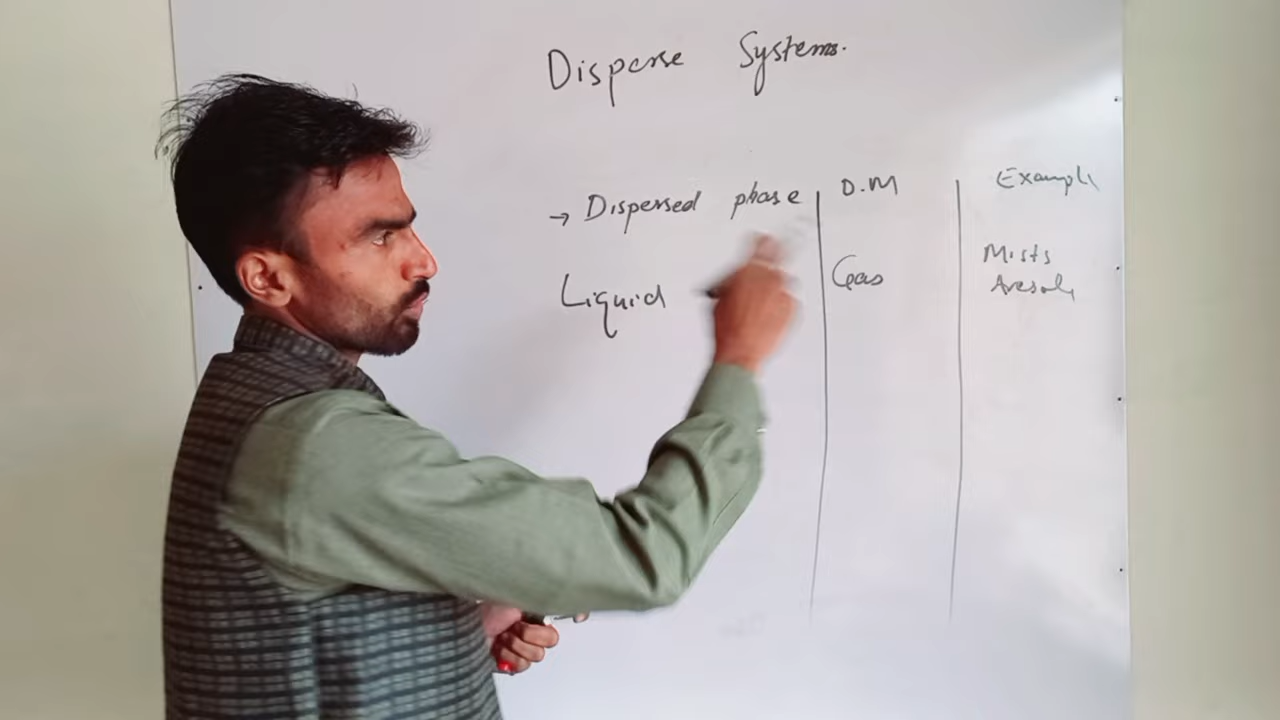 Disperse Systems.
→ Dispersed phase D.M Example
Liquid Gas Mists
Aresols